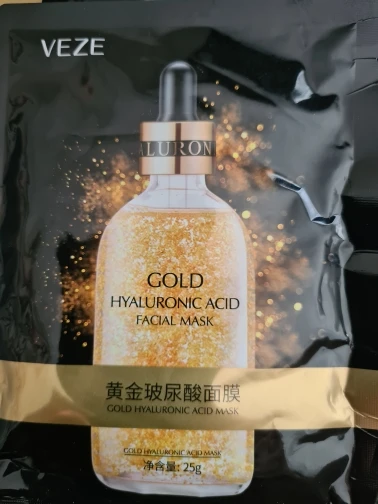 VEZE
LURON
GOLD
HYALURONIC ACID
FACIAL MASK
黄金玻尿酸面膜
GOLD HYALURONIC ACID MASK
GOLD HYALURONIC ACID MASK
净含量: 25g